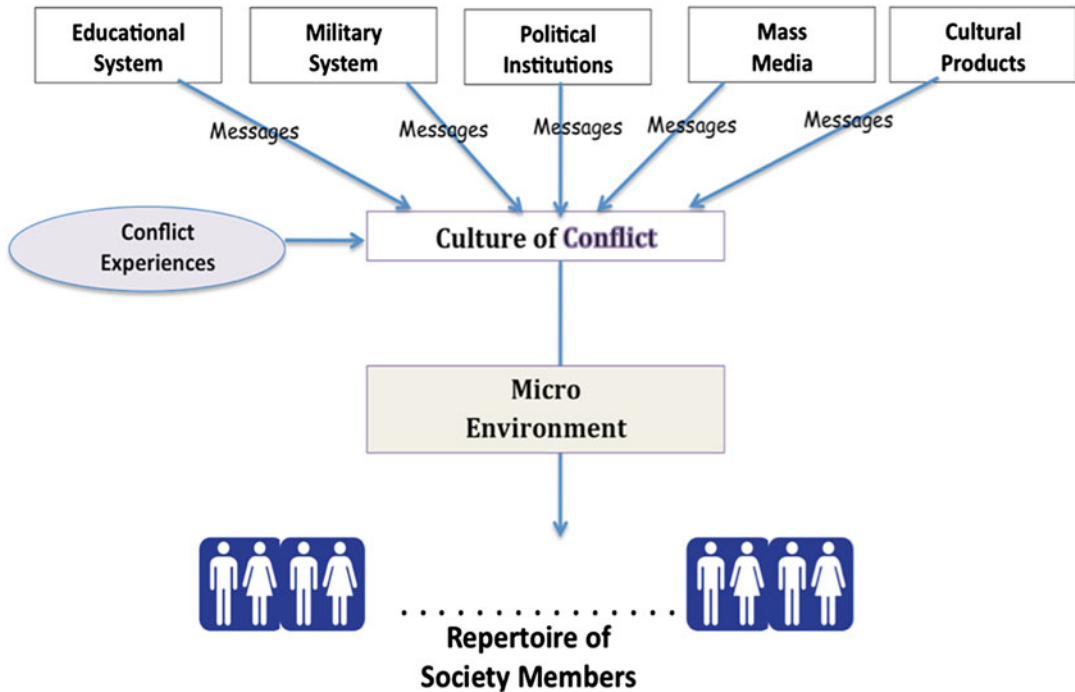 Educational
System
Military
System
Political
Institutions
Mass
Media
Cultural
Products
Messages
Messages
Messages
Messages
Messages
Culture of Conflict
Conflict
Experiences
Micro
Environment
Repertoire of
Society Members